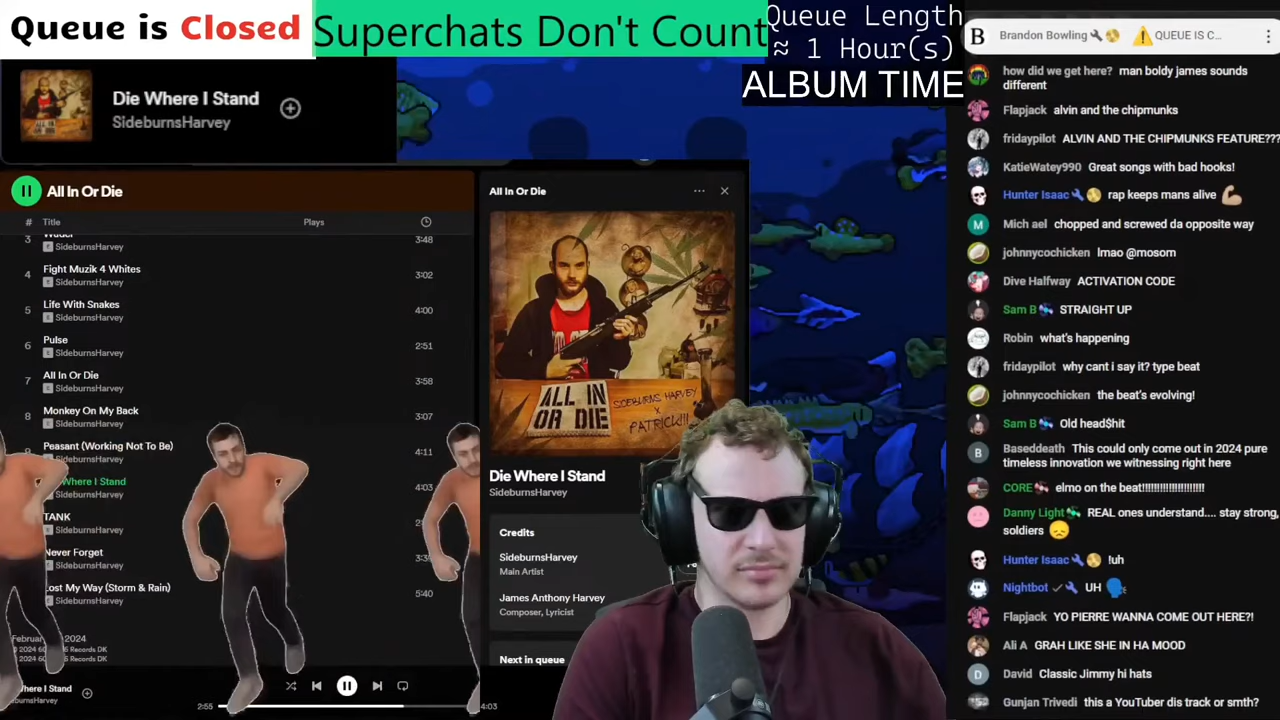 Queue is Closed
Superchats Don't Count
Queue Length
≈ 1 Hour(s)
ALBUM TIME
Die Where I Stand
SideburnsHarvey
All In Or Die
# Title Plays
3 Wader 3:48
E SideburnsHarvey
4 Fight Muzik 4 Whites 3:02
E SideburnsHarvey
5 Life With Snakes 4:00
E SideburnsHarvey
6 Pulse 2:51
E SideburnsHarvey
7 All In Or Die 3:58
E SideburnsHarvey
8 Monkey On My Back 3:07
E SideburnsHarvey
Peasant (Working Not To Be) 4:11
SideburnsHarvey
Where I Stand 4:03
SideburnsHarvey
TANK
SideburnsHarvey
Never Forget
SideburnsHarvey
Lost My Way (Storm & Rain) 5:40
SideburnsHarvey
2024
Records DK
Records DK
here I Stand
2:55 4:03
All In Or Die
ALL IN
OR DIE
SIDEBURNS HARVEY
X
Die Where I Stand
SideburnsHarvey
Credits
SideburnsHarvey
Main Artist
James Anthony Harvey
Composer, Lyricist
Next in queue
B Brandon Bowling QUEUE IS C...
how did we get here? man boldy james sounds
different
Flapjack alvin and the chipmunks
fridaypilot ALVIN AND THE CHIPMUNKS FEATURE???
KatieWatey990 Great songs with bad hooks!
Hunter Isaac rap keeps mans alive
M Mich ael chopped and screwed da opposite way
johnnycochicken lmao @mosom
Dive Halfway ACTIVATION CODE
Sam B STRAIGHT UP
Robin what's happening
fridaypilot why cant i say it? type beat
johnnycochicken the beat's evolving!
Sam B Old head$hit
B Baseddeath This could only come out in 2024 pure
timeless innovation we witnessing right here
CORE elmo on the beat!!!!!!!!!!!!!!!!!!!!!
Danny Light REAL ones understand.... stay strong,
soldiers
Hunter Isaac !uh
Nightbot UH
Flapjack YO PIERRE WANNA COME OUT HERE?!
Ali A GRAH LIKE SHE IN HA MOOD
D David Classic Jimmy hi hats
Gunjan Trivedi this a YouTuber dis track or smth?